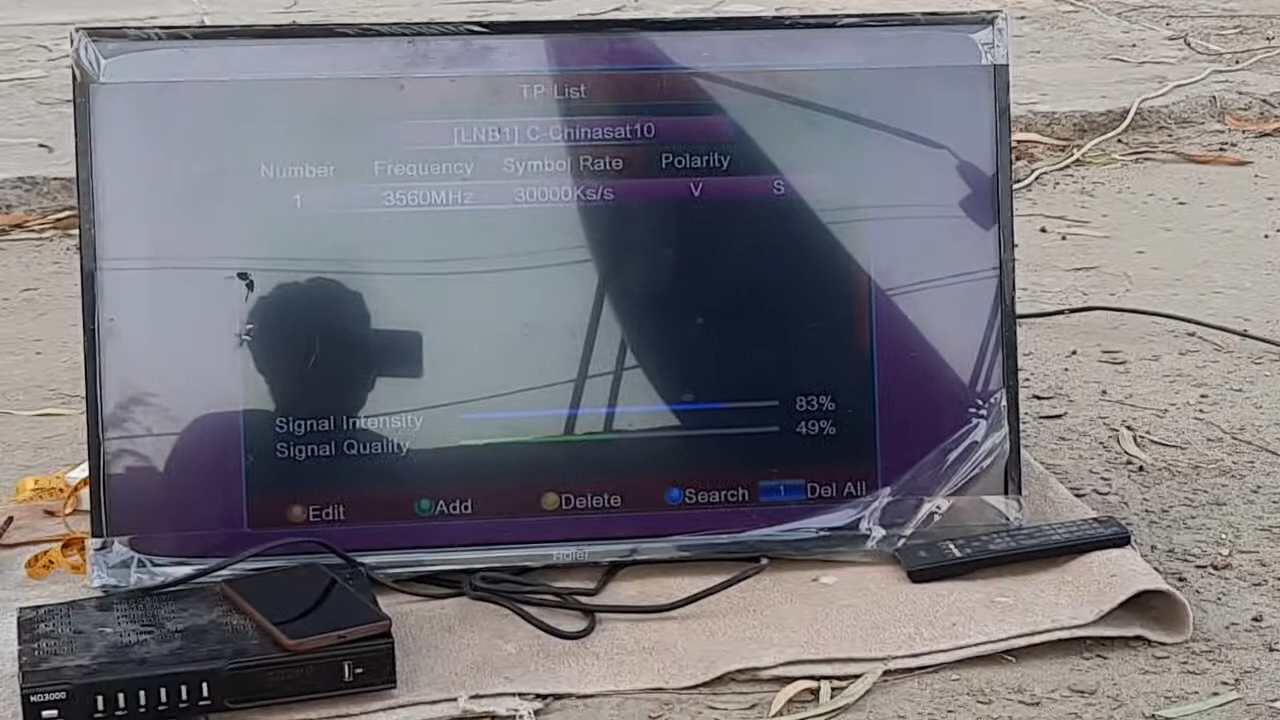 TP List
[LNB1] C-Chinasat10
Number Frequency Symbol Rate Polarity
1 3560MHz 30000Ks/s V S
Signal Intensity 83%
Signal Quality 49%
Edit Add Delete Search 1 Del All
Haier
HD3000